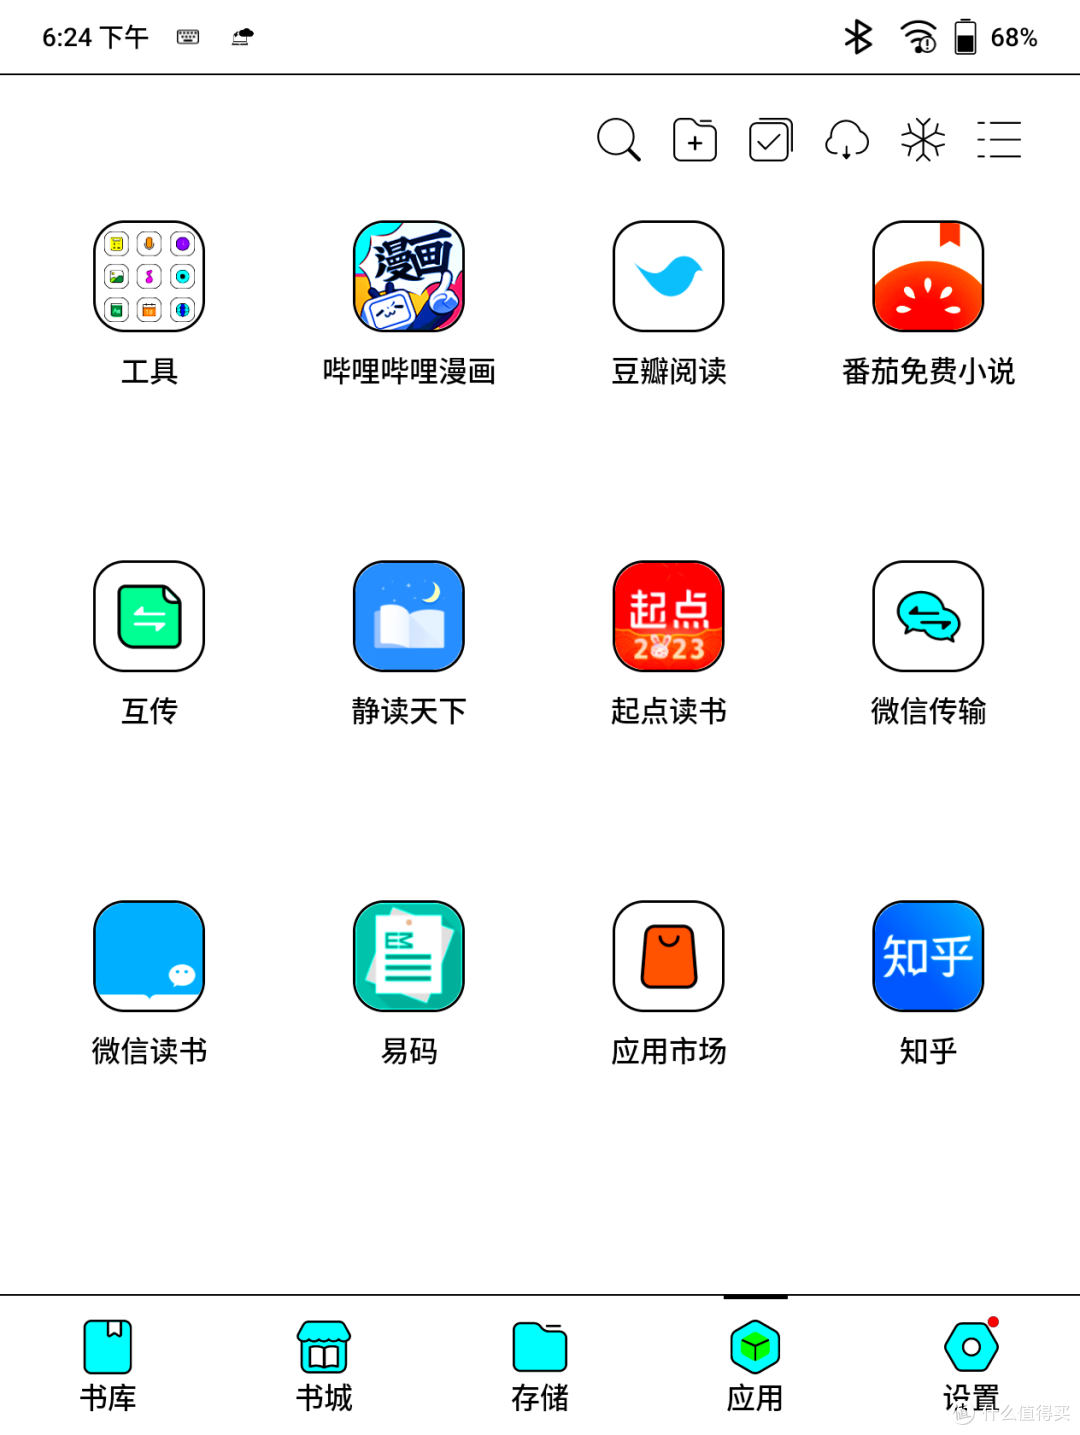 6:24 下午 68%
漫画
工具 哔哩哔哩漫画 豆瓣阅读 番茄免费小说
起点
2023
互传 静读天下 起点读书 微信传输
知乎
微信读书 易码 应用市场 知乎
书库 书城 存储 应用 设置
值 什么值得买